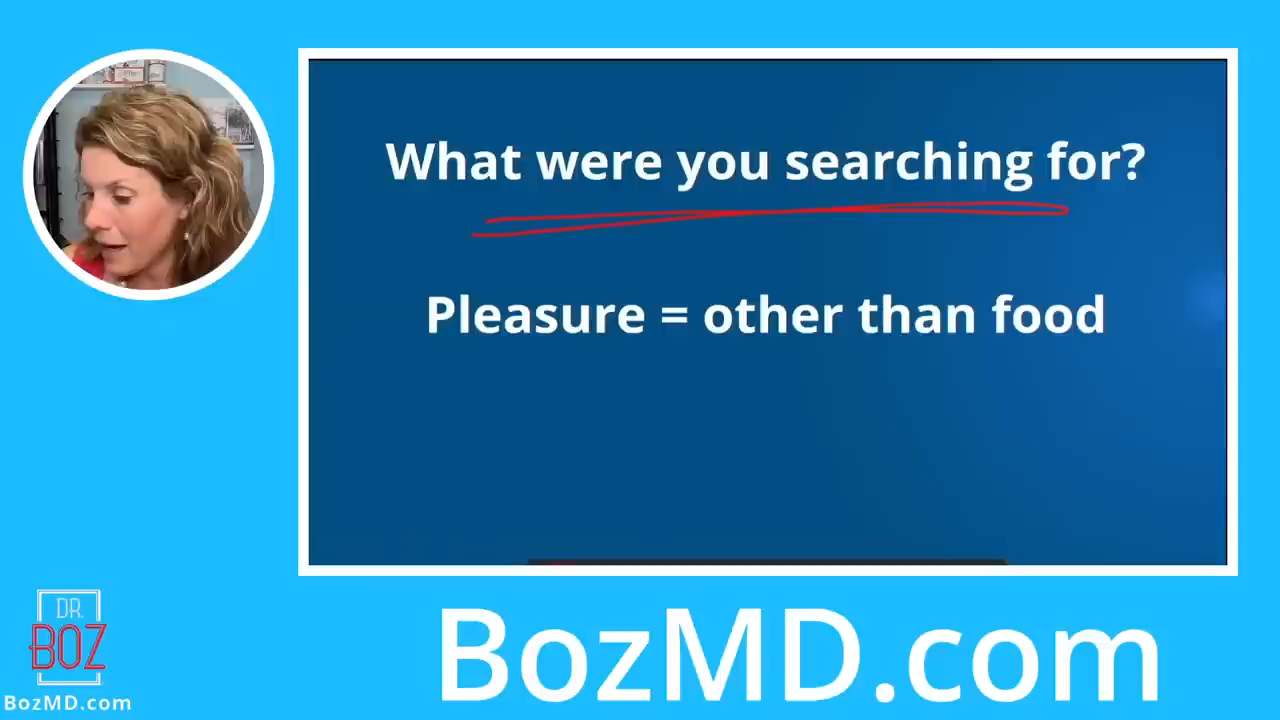 What were you searching for?
Pleasure = other than food
DR.
BOZ
BozMD.com
BozMD.com